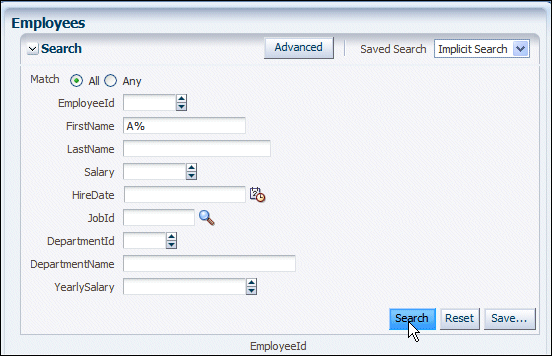 Employees
Search Advanced Saved Search Implicit Search
Match All Any
EmployeeId
FirstName A%
LastName
Salary
HireDate
JobId
DepartmentId
DepartmentName
YearlySalary
Search Reset Save...
EmployeeId